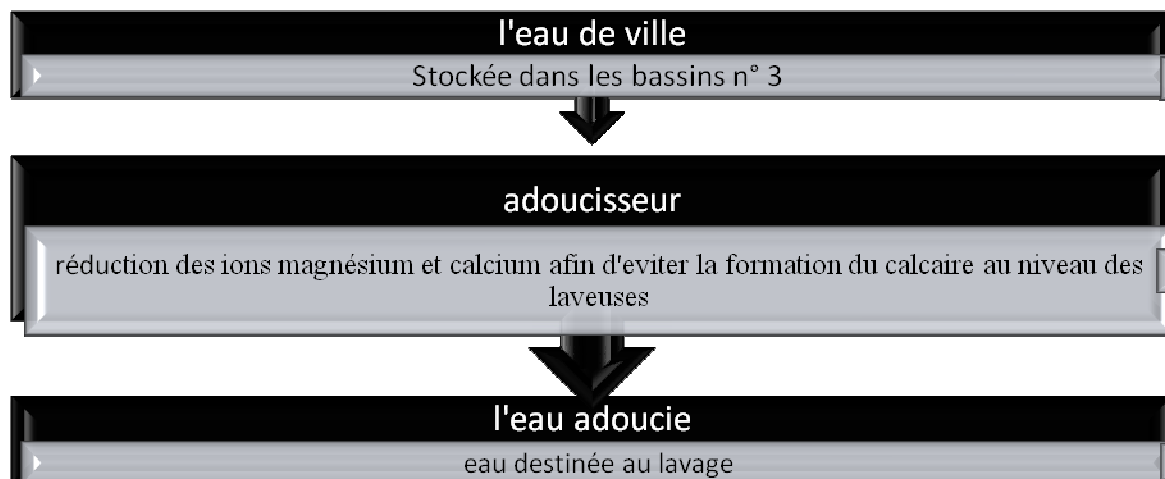 l'eau de ville
Stockée dans les bassins n° 3
adoucisseur
réduction des ions magnésium et calcium afin d'eviter la formation du calcaire au niveau des
laveuses
l'eau adoucie
eau destinée au lavage